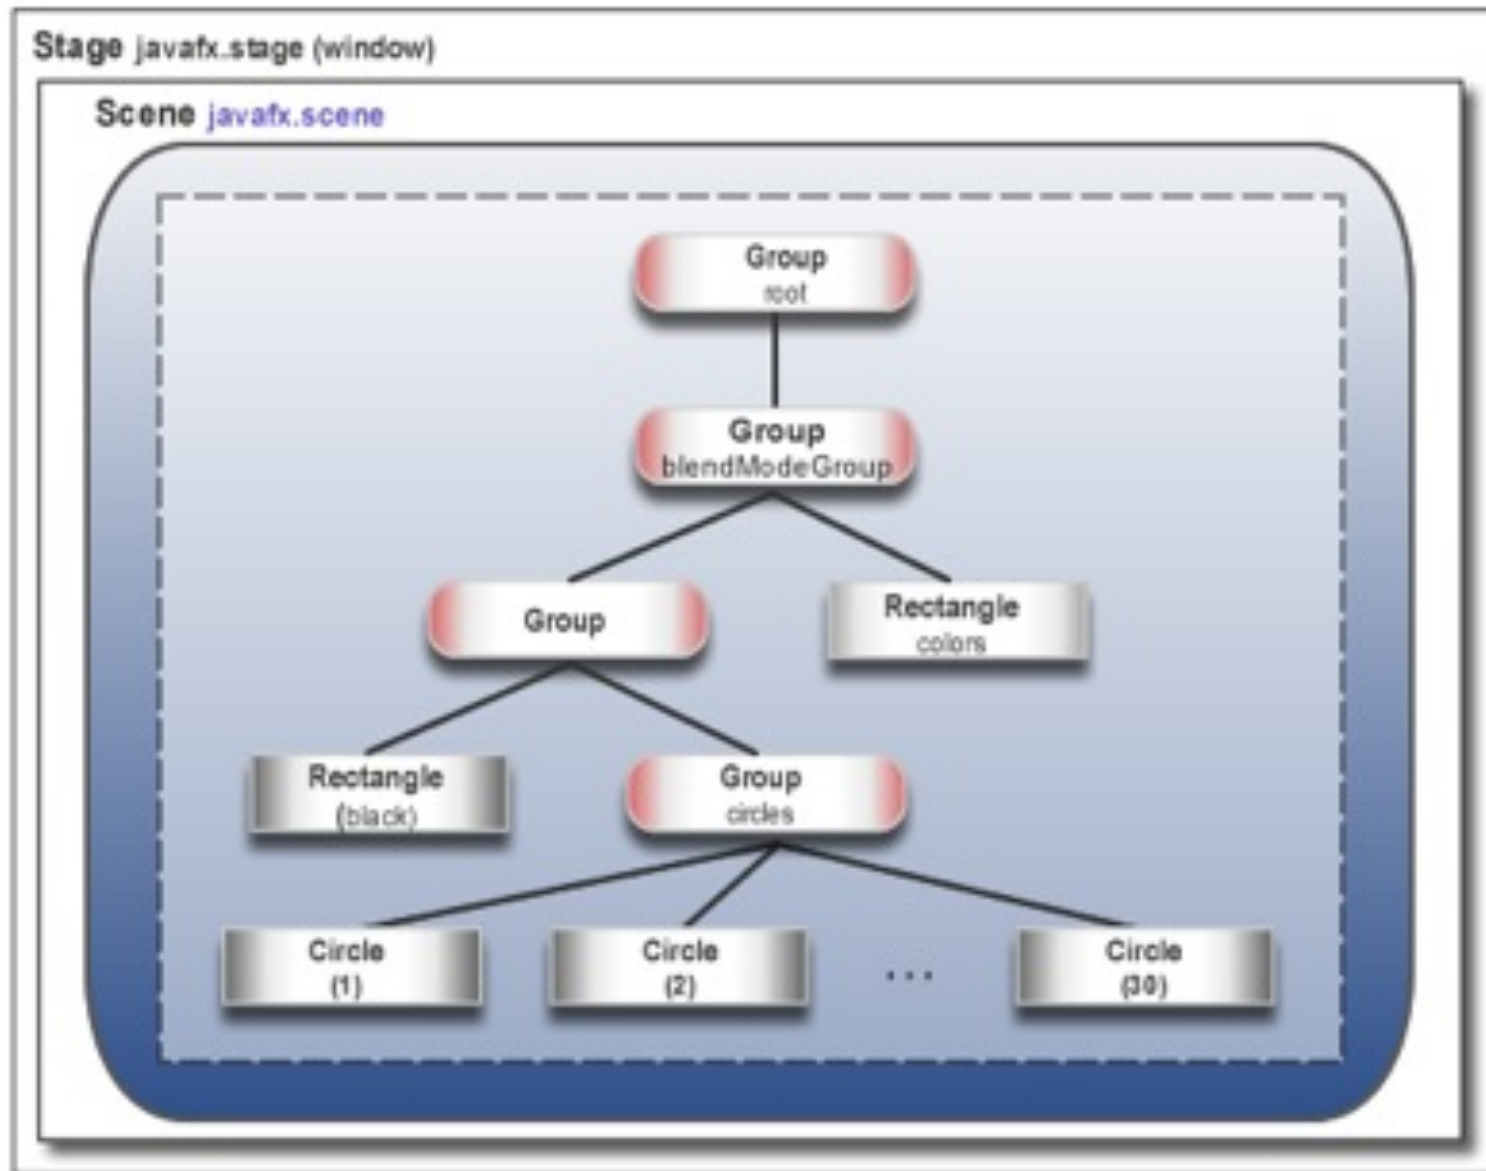 Stage javafx.stage (window)
Scene javafx.scene
Group
root
Group
blendModeGroup
Group
Rectangle
colors
Rectangle
(black)
Group
circles
Circle
(1)
Circle
(2)
...
Circle
(30)